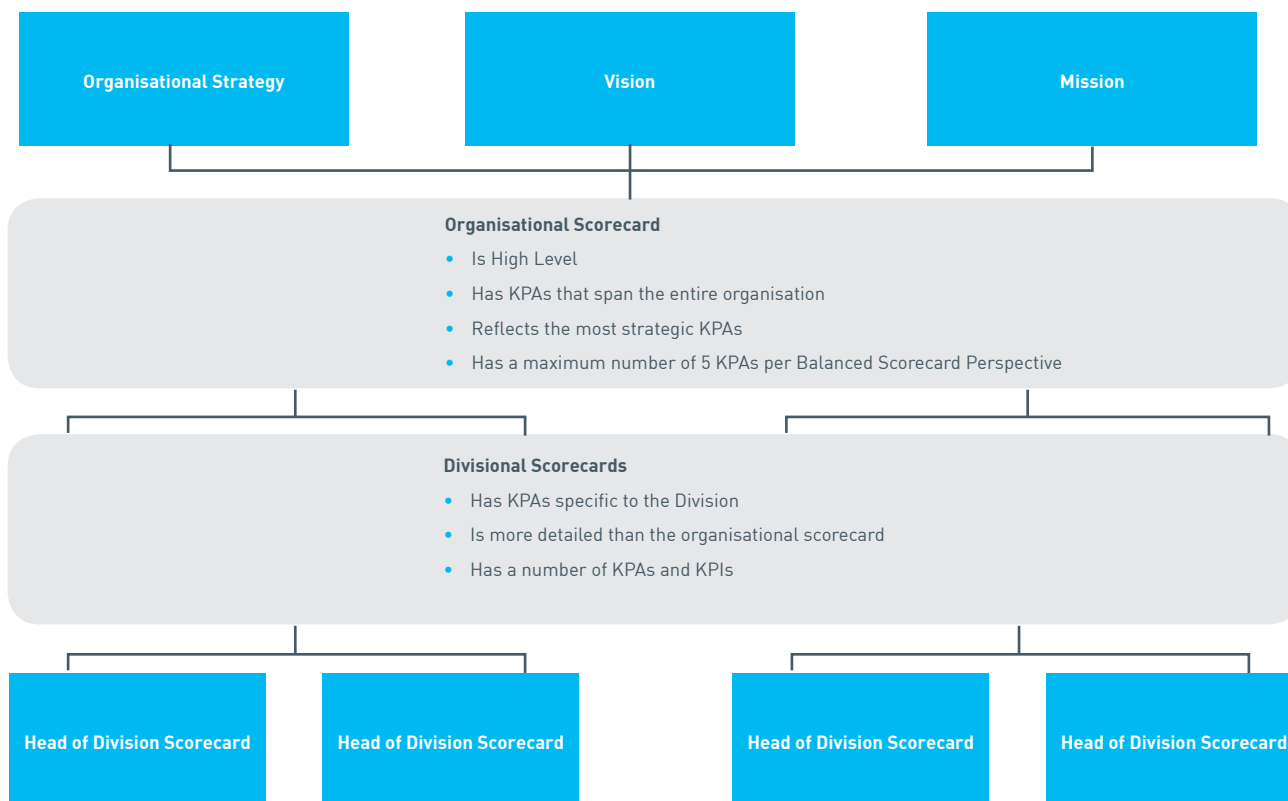 Organisational Strategy
Vision
Mission
Organisational Scorecard
• Is High Level
• Has KPAs that span the entire organisation
• Reflects the most strategic KPAs
• Has a maximum number of 5 KPAs per Balanced Scorecard Perspective
Divisional Scorecards
• Has KPAs specific to the Division
• Is more detailed than the organisational scorecard
• Has a number of KPAs and KPIs
Head of Division Scorecard
Head of Division Scorecard
Head of Division Scorecard
Head of Division Scorecard